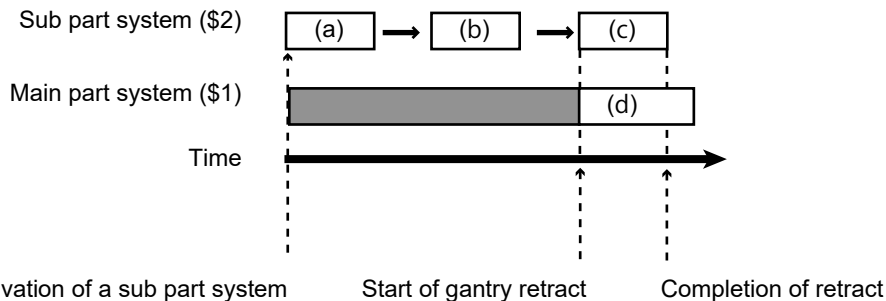 Sub part system ($2)
(a)
(b)
(c)
Main part system ($1)
(d)
Time
vation of a sub part system
Start of gantry retract
Completion of retract